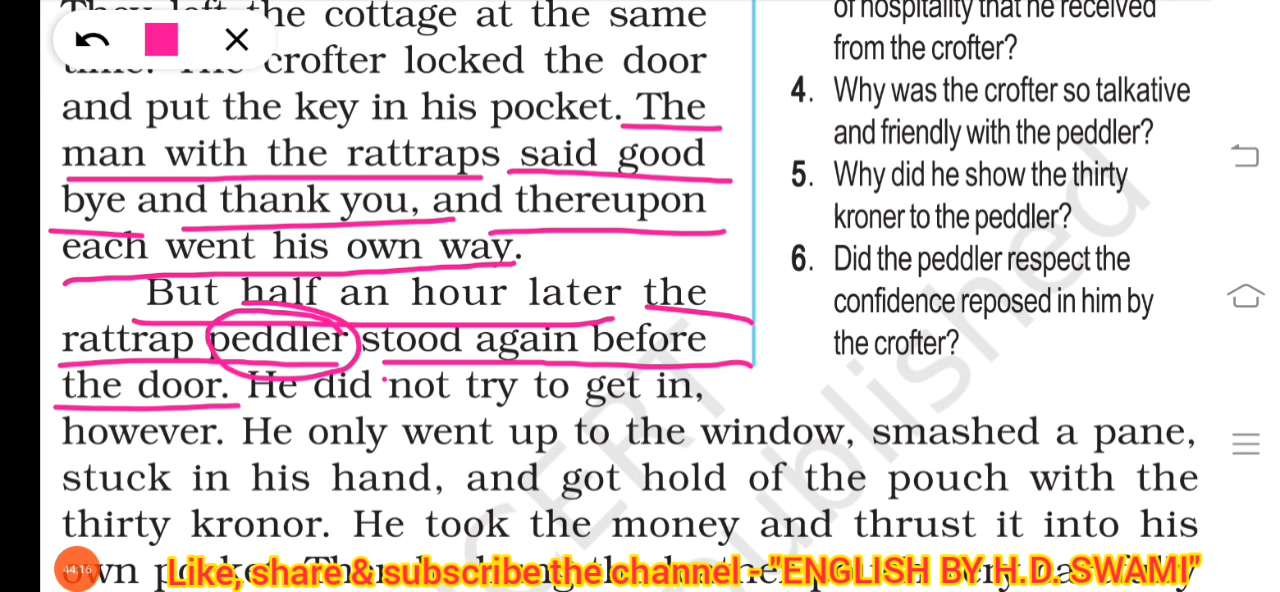 the cottage at the same
crofter locked the door
and put the key in his pocket. The
man with the rattraps said good
bye and thank you, and thereupon
each went his own way.
But half an hour later the
rattrap peddler stood again before
the door. He did not try to get in,
however. He only went up to the window, smashed a pane,
stuck in his hand, and got hold of the pouch with the
thirty kronor. He took the money and thrust it into his
own
of hospitality that he received
from the crofter?
4. Why was the crofter so talkative
and friendly with the peddler?
5. Why did he show the thirty
kroner to the peddler?
6. Did the peddler respect the
confidence reposed in him by
the crofter?
44:16
Like, share & subscribe the channel - "ENGLISH BY H.D. SWAMI"